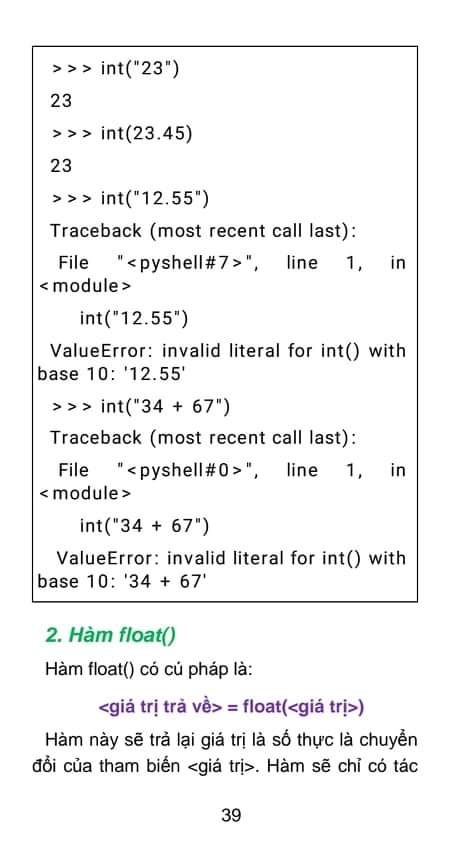 >>> int("23")
23
>>> int(23.45)
23
>>> int("12.55")
Traceback (most recent call last):
File "<pyshell#7>", line 1, in
<module>
int("12.55")
ValueError: invalid literal for int() with
base 10: '12.55'
>>> int("34 + 67")
Traceback (most recent call last):
File "<pyshell#0>", line 1, in
<module>
int("34 + 67")
ValueError: invalid literal for int() with
base 10: '34 + 67'
2. Hàm float()
Hàm float() có cú pháp là:
<giá trị trả về> = float(<giá trị>)
Hàm này sẽ trả lại giá trị là số thực là chuyển
đổi của tham biến <giá trị>. Hàm sẽ chỉ có tác
39